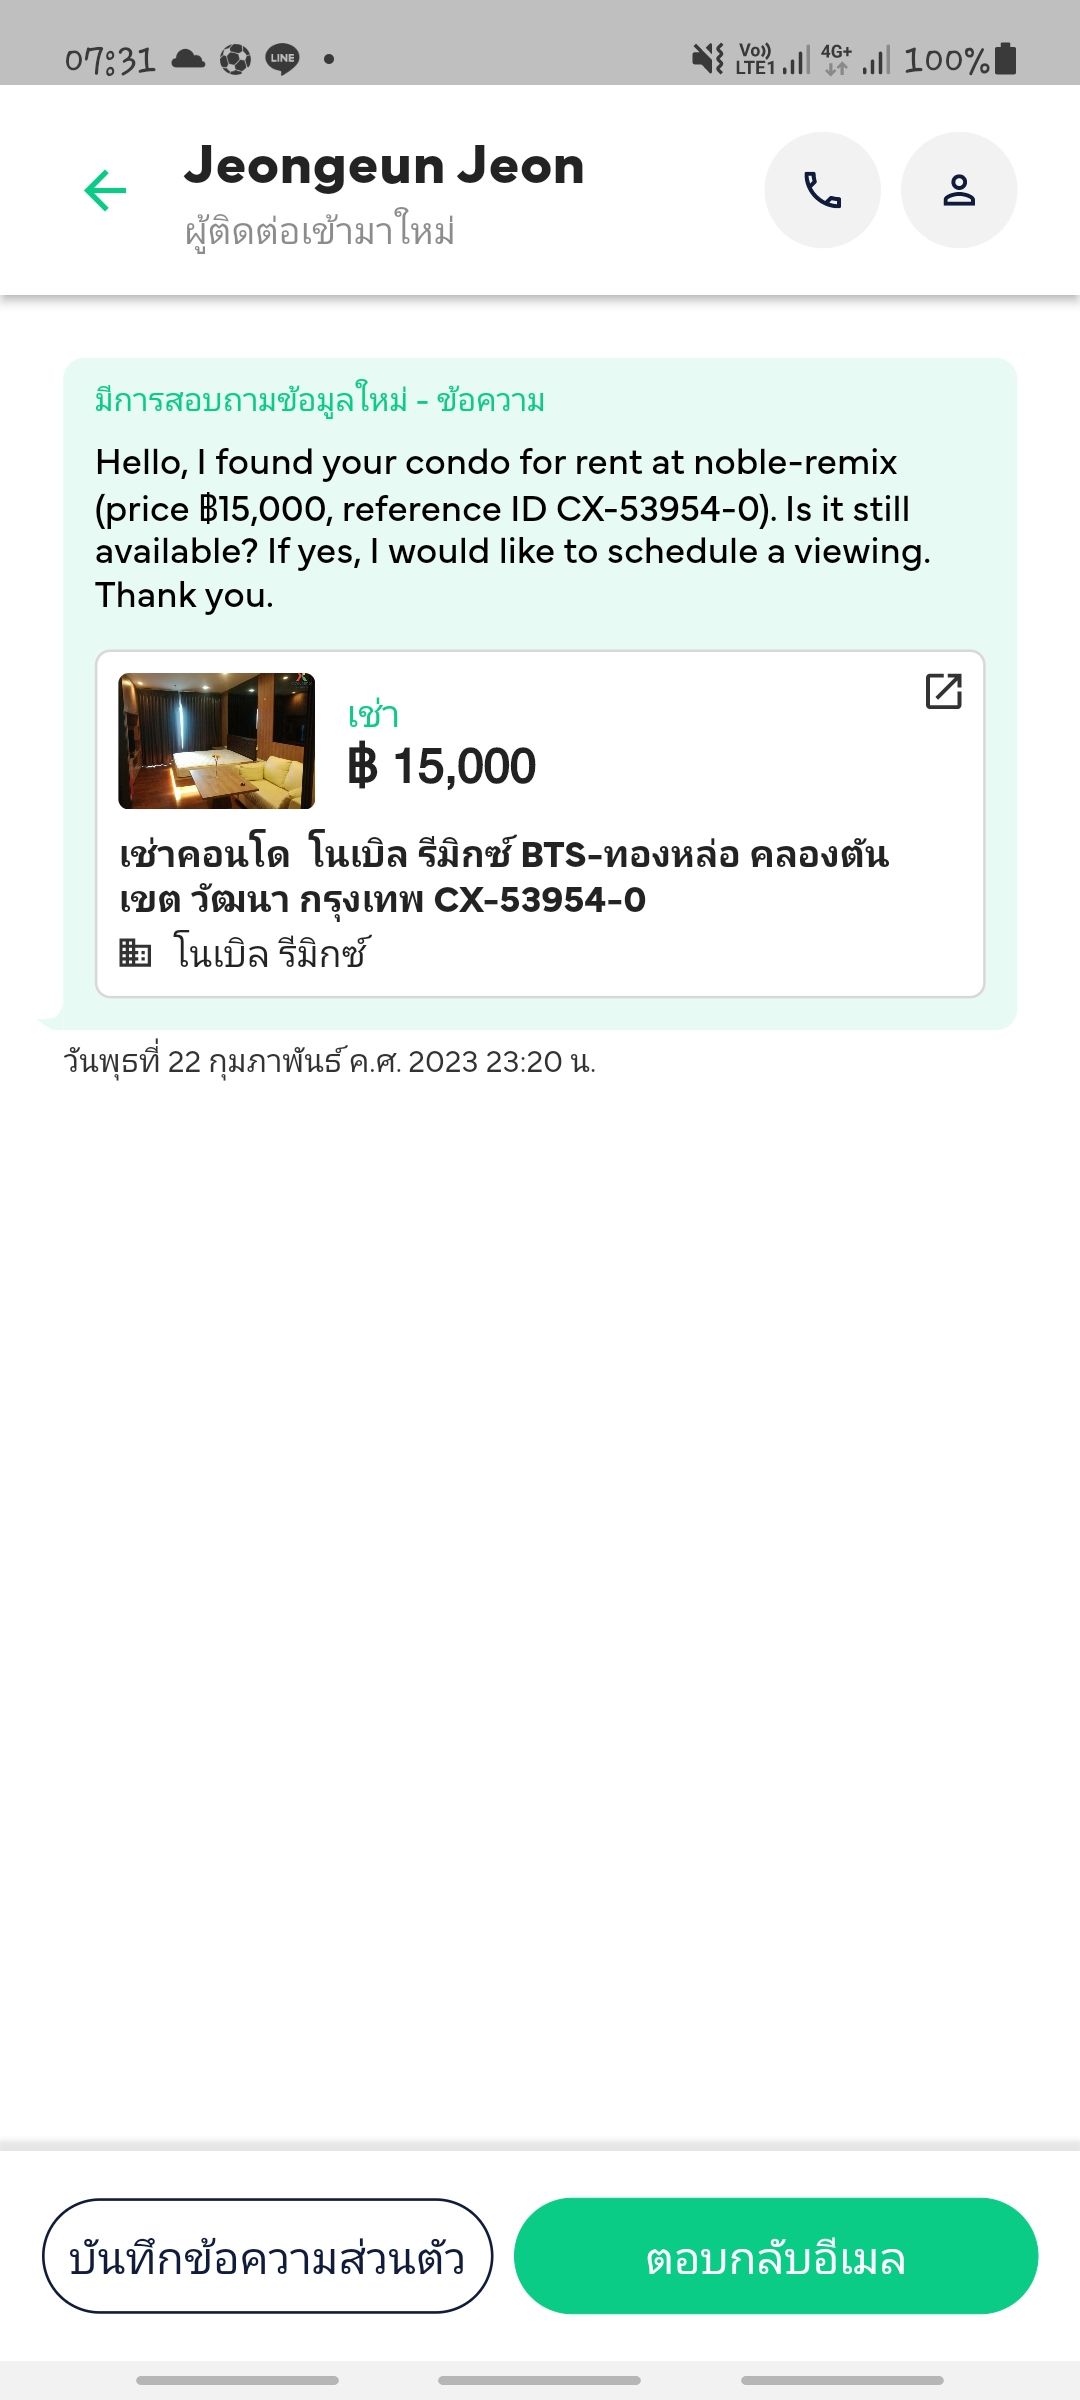 07:31 LINE Vo)) LTE1 4G+ 100%
Jeongeun Jeon
ผู้ติดต่อเข้ามาใหม่
มีการสอบถามข้อมูลใหม่ - ข้อความ
Hello, I found your condo for rent at noble-remix
(price ฿15,000, reference ID CX-53954-0). Is it still
available? If yes, I would like to schedule a viewing.
Thank you.
เช่า
฿ 15,000
เช่าคอนโด โนเบิล รีมิกซ์ BTS-ทองหล่อ คลองตัน
เขต วัฒนา กรุงเทพ CX-53954-0
โนเบิล รีมิกซ์
วันพุธที่ 22 กุมภาพันธ์ ค.ศ. 2023 23:20 น.
บันทึกข้อความส่วนตัว
ตอบกลับอีเมล